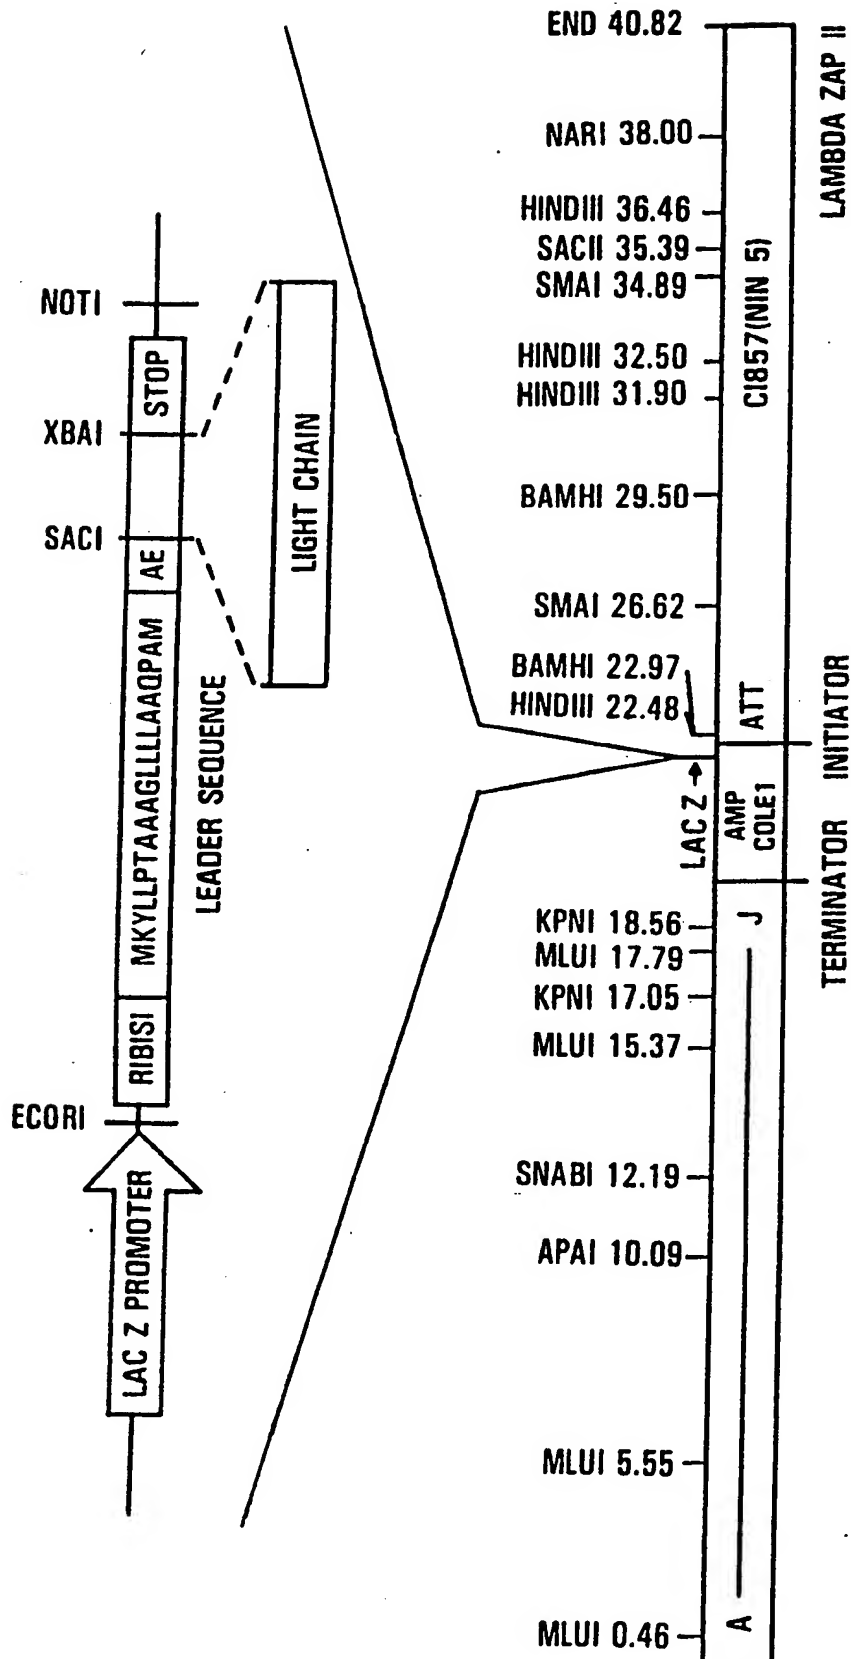 END 40.82
NARI 38.00
HINDIII 36.46
SACII 35.39
SMAI 34.89
HINDIII 32.50
HINDIII 31.90
BAMHI 29.50
SMAI 26.62
BAMHI 22.97
HINDIII 22.48
LAC Z
KPNI 18.56
MLUI 17.79
KPNI 17.05
MLUI 15.37
SNABI 12.19
APAI 10.09
MLUI 5.55
MLUI 0.46
CI857(NIN 5)
ATT
AMP
COLE1
J
A
LAMBDA ZAP II
INITIATOR
TERMINATOR
NOTI
XBAI
SACI
ECORI
STOP
AE
MKYLLPTAAAGLLLLAAQPAM
RIBISI
LEADER SEQUENCE
LIGHT CHAIN
LAC Z PROMOTER